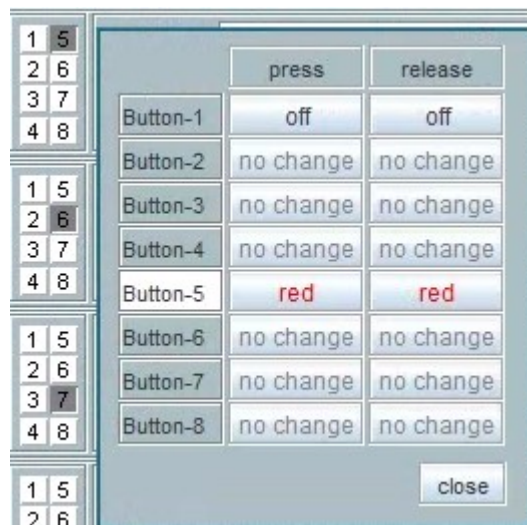 1 5
2 6
3 7
4 8
1 5
2 6
3 7
4 8
1 5
2 6
3 7
4 8
1 5
2 6
press release
Button-1 off off
Button-2 no change no change
Button-3 no change no change
Button-4 no change no change
Button-5 red red
Button-6 no change no change
Button-7 no change no change
Button-8 no change no change
close